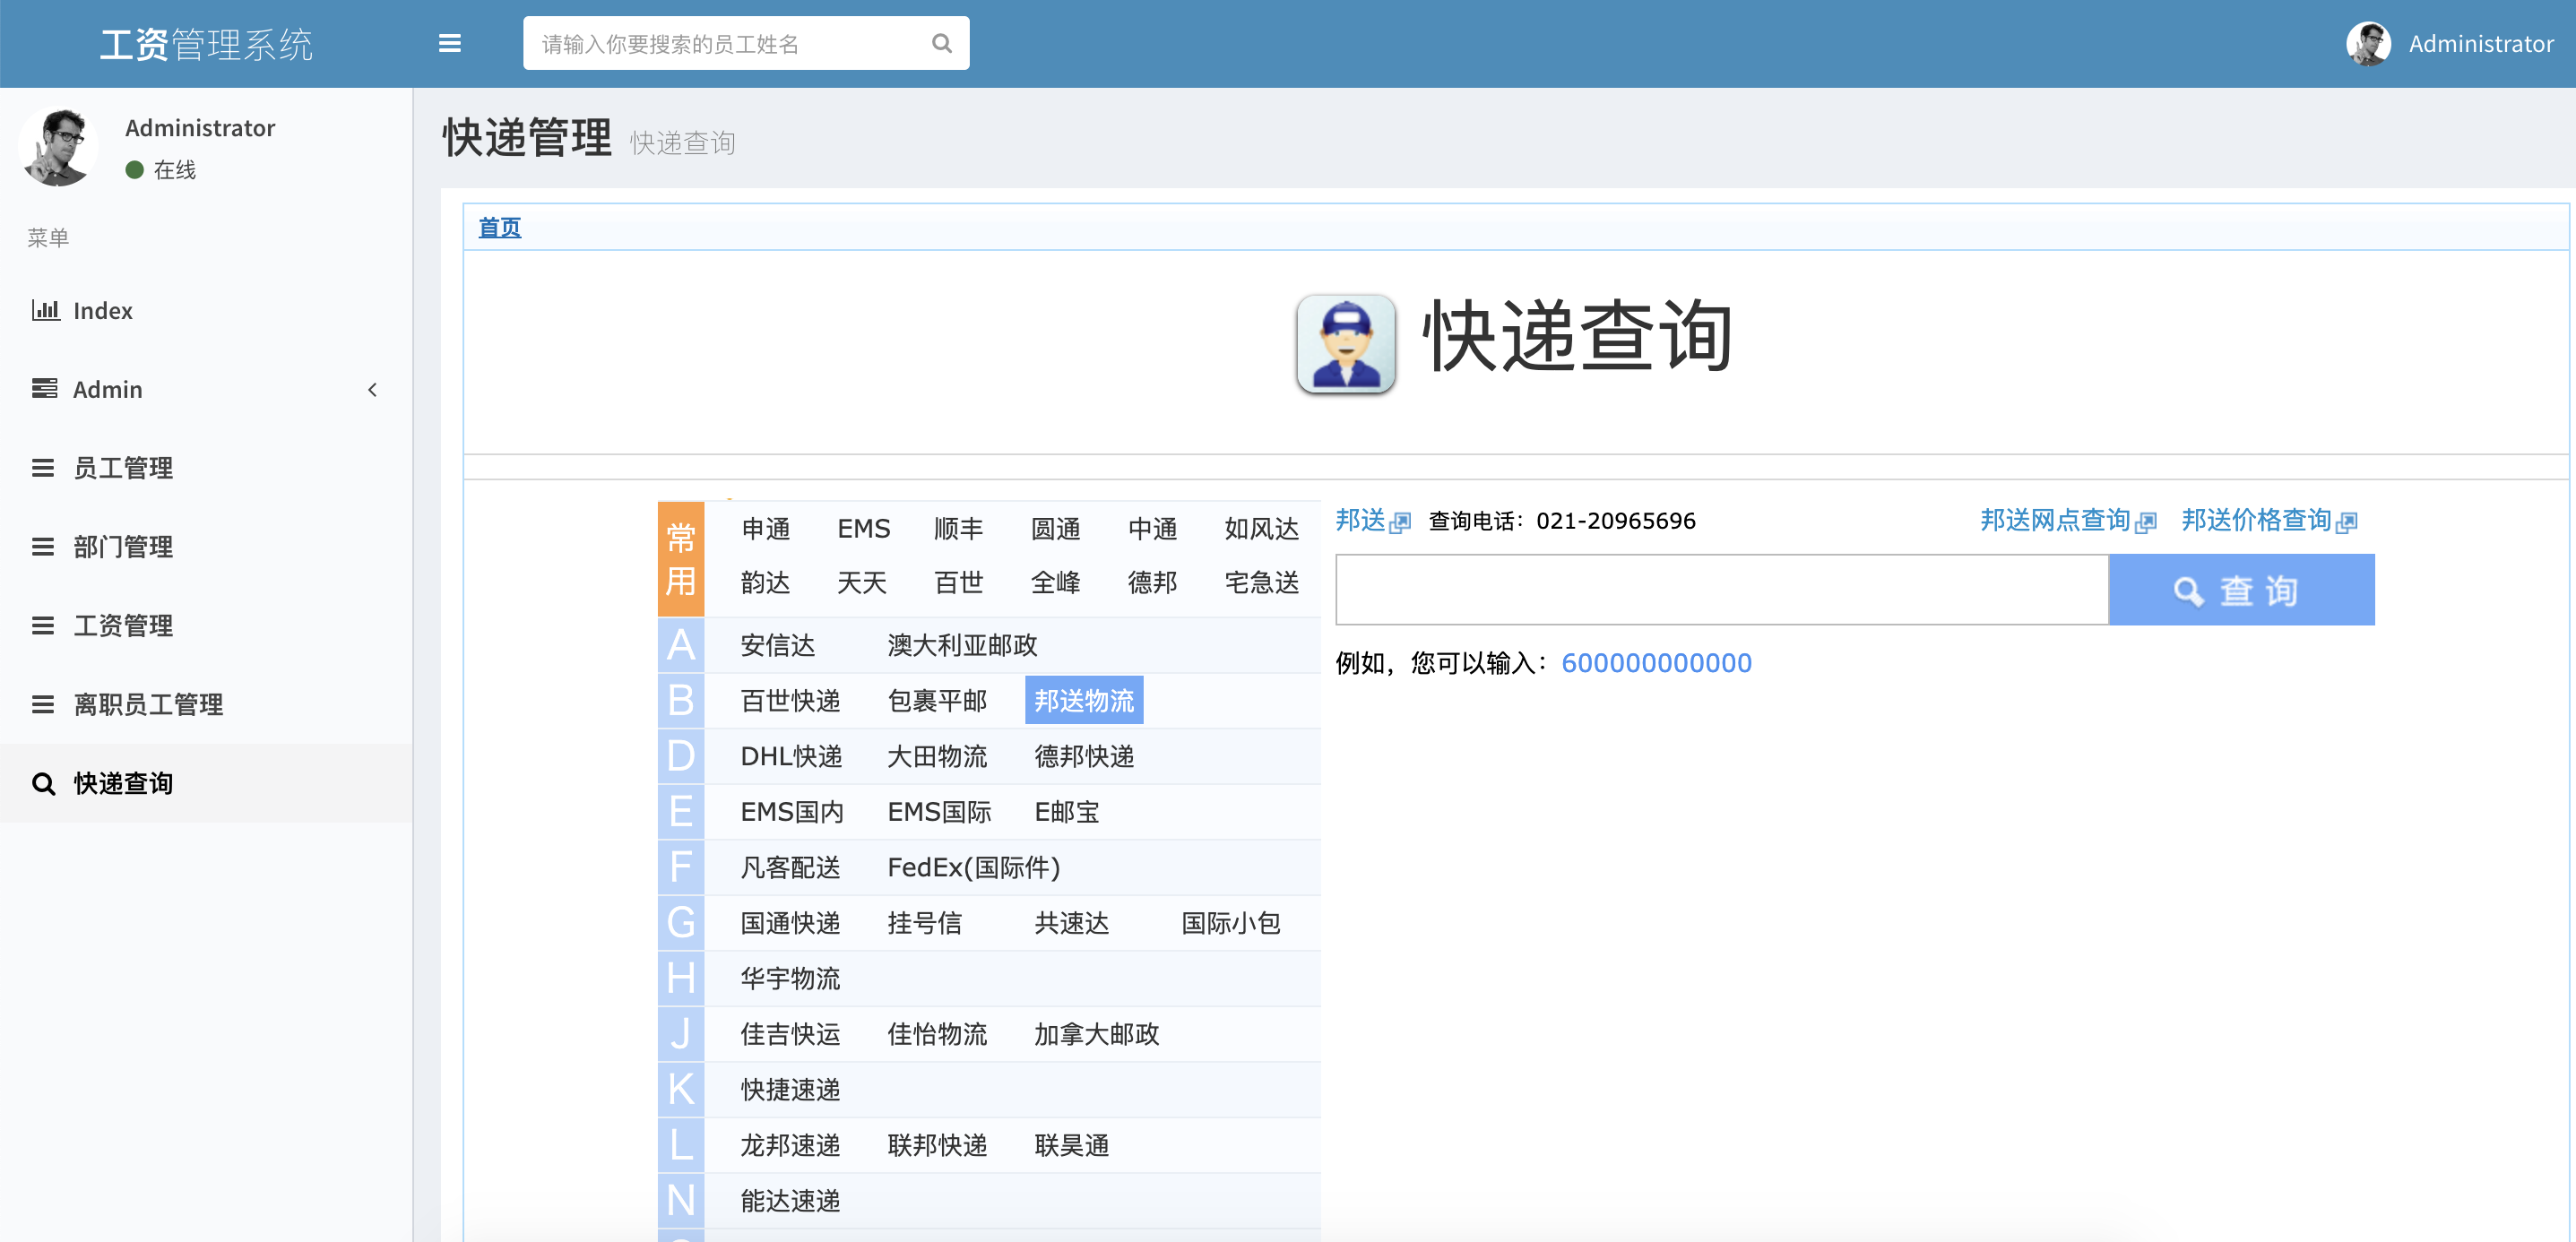 工资管理系统
请输入你要搜索的员工姓名
Administrator
Administrator
在线
菜单
Index
Admin
员工管理
部门管理
工资管理
离职员工管理
快递查询
快递管理 快递查询
首页
快递查询
常用
申通 EMS 顺丰 圆通 中通 如风达
韵达 天天 百世 全峰 德邦 宅急送
A 安信达 澳大利亚邮政
B 百世快递 包裹平邮 邦送物流
D DHL快递 大田物流 德邦快递
E EMS国内 EMS国际 E邮宝
F 凡客配送 FedEx(国际件)
G 国通快递 挂号信 共速达 国际小包
H 华宇物流
J 佳吉快运 佳怡物流 加拿大邮政
K 快捷速递
L 龙邦速递 联邦快递 联昊通
N 能达速递
邦送 查询电话：021-20965696 邦送网点查询 邦送价格查询
查 询
例如，您可以输入：600000000000